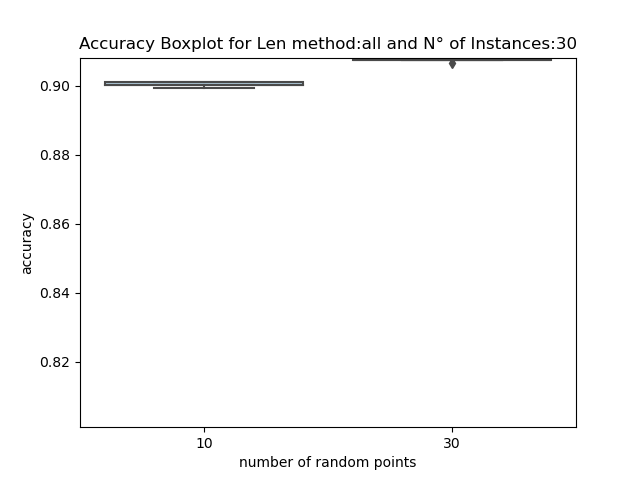 Accuracy Boxplot for Len method:all and N° of Instances:30
0.90
0.88
0.86
0.84
0.82
accuracy
10 30
number of random points